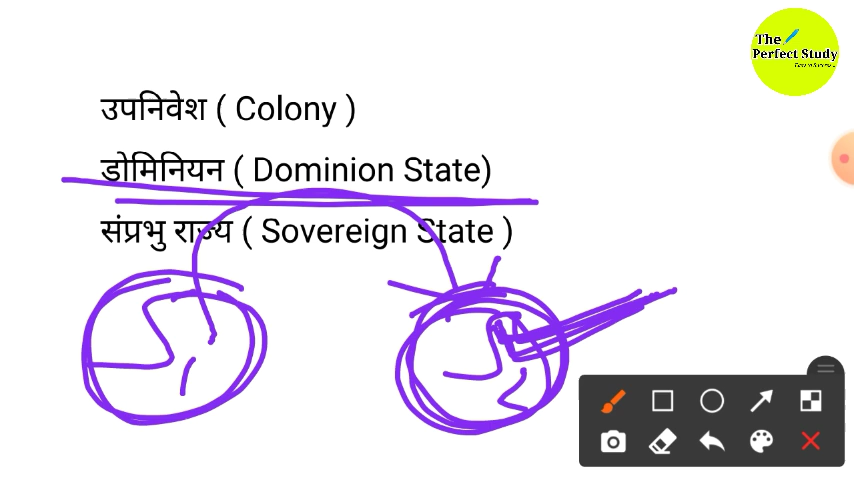 The
Perfect Study
उपनिवेश ( Colony )
डोमिनियन ( Dominion State)
संप्रभु राज्य ( Sovereign State )